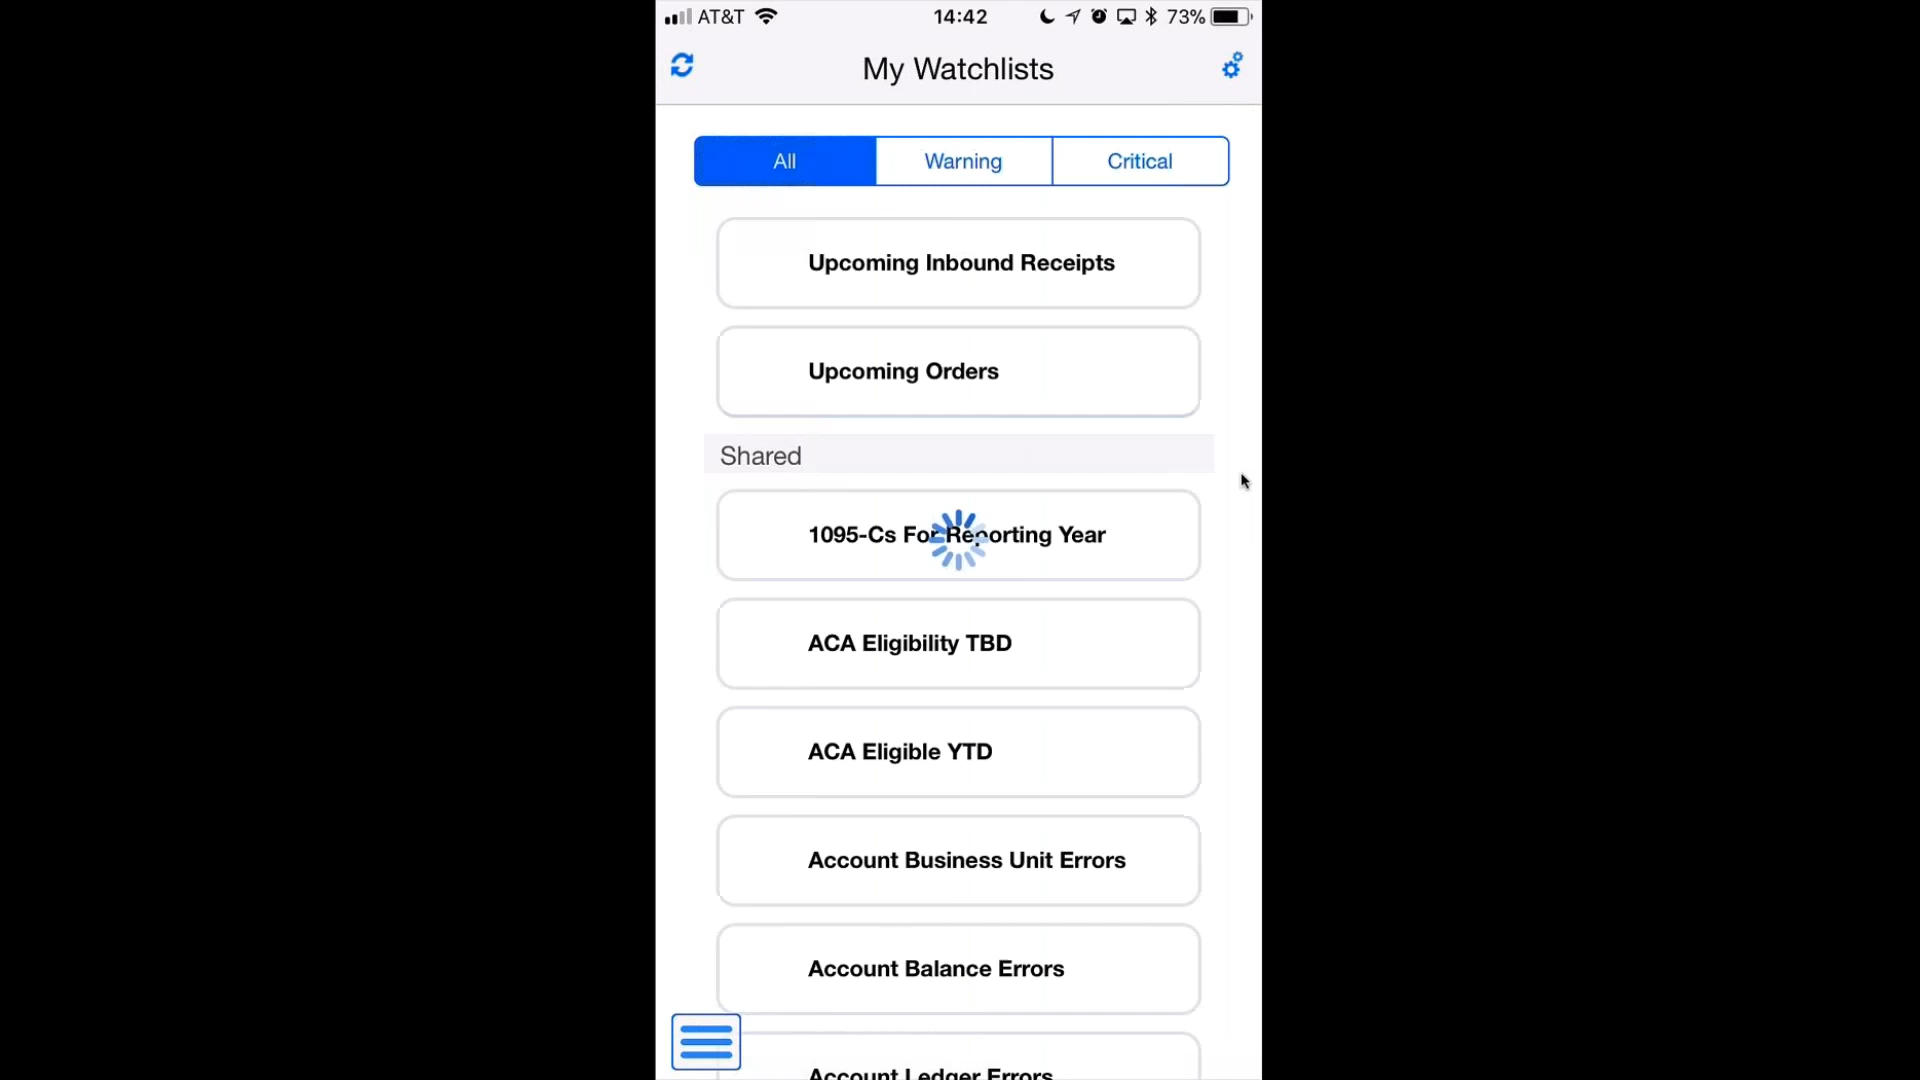 AT&T 14:42 73%
My Watchlists
All Warning Critical
Upcoming Inbound Receipts
Upcoming Orders
Shared
1095-Cs For Reporting Year
ACA Eligibility TBD
ACA Eligible YTD
Account Business Unit Errors
Account Balance Errors
Account Ledger Errors